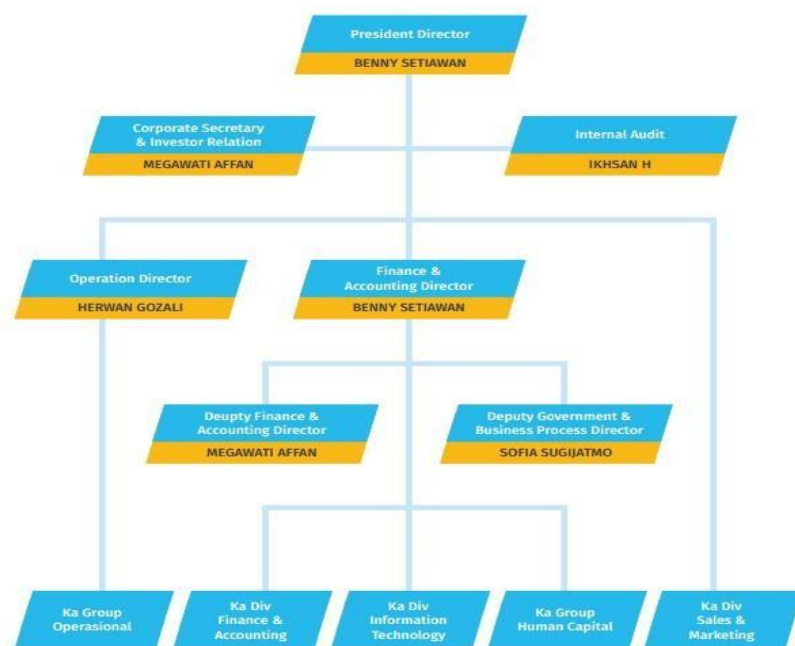 President Director
BENNY SETIAWAN
Corporate Secretary
& Investor Relation
MEGAWATI AFFAN
Internal Audit
IKHSAN H
Operation Director
HERWAN GOZALI
Finance &
Accounting Director
BENNY SETIAWAN
Deupty Finance &
Accounting Director
MEGAWATI AFFAN
Deputy Government &
Business Process Director
SOFIA SUGIJATMO
Ka Group
Operasional
Ka Div
Finance &
Accounting
Ka Div
Information
Technology
Ka Group
Human Capital
Ka Div
Sales &
Marketing